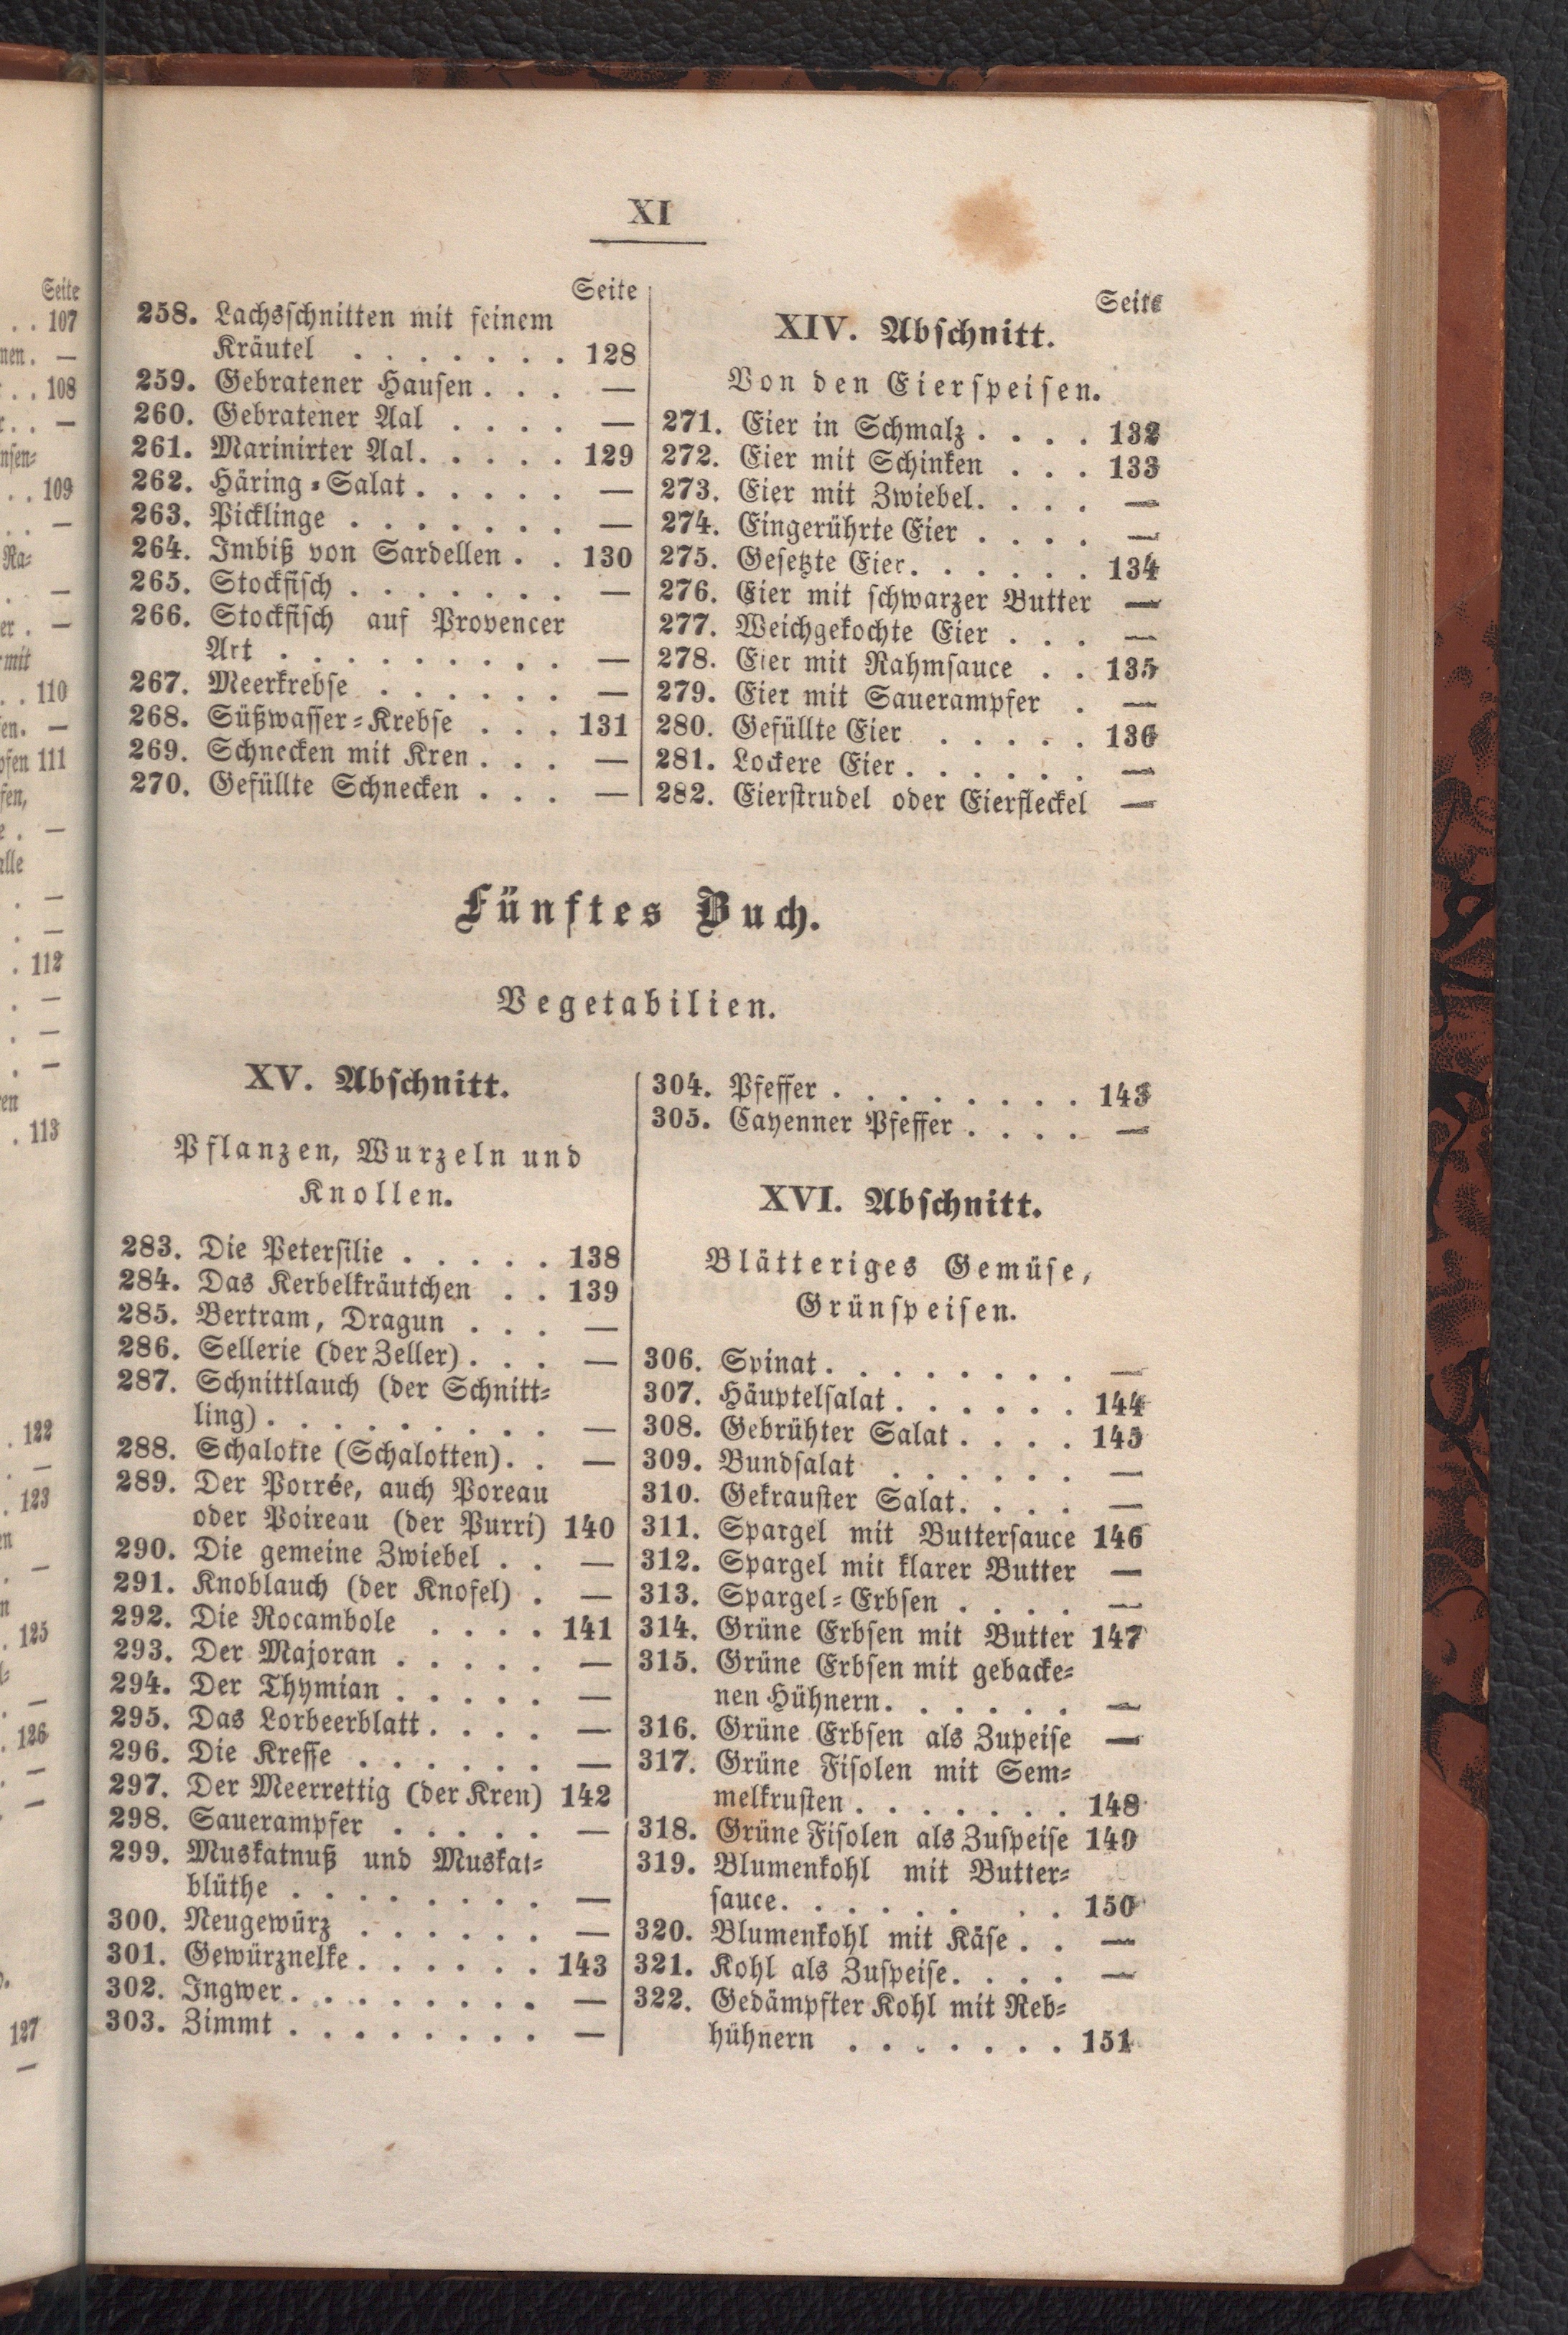 XI
Seite
258. Lachsschnitten mit feinem
Kräutel . . . . . . . 128
259. Gebratener Hausen . . . —
260. Gebratener Aal . . . . —
261. Marinirter Aal. . . . . 129
262. Häring=Salat . . . . . —
263. Picklinge . . . . . . . —
264. Imbiß von Sardellen . . 130
265. Stockfisch . . . . . . . —
266. Stockfisch auf Provencer
Art . . . . . . . . . —
267. Meerkrebse . . . . . . —
268. Süßwasser=Krebse . . . 131
269. Schnecken mit Kren . . . —
270. Gefüllte Schnecken . . . —
Seite
XIV. Abschnitt.
Von den Eierspeisen.
271. Eier in Schmalz . . . . 132
272. Eier mit Schinken . . . 133
273. Eier mit Zwiebel. . . . —
274. Eingerührte Eier . . . . —
275. Gesetzte Eier. . . . . . 134
276. Eier mit schwarzer Butter —
277. Weichgekochte Eier . . . —
278. Eier mit Rahmsauce . . 135
279. Eier mit Sauerampfer . —
280. Gefüllte Eier . . . . . 136
281. Lockere Eier . . . . . . —
282. Eierstrudel oder Eierfleckel —
Fünftes Buch.
Vegetabilien.
XV. Abschnitt.
Pflanzen, Wurzeln und
Knollen.
283. Die Petersilie . . . . . 138
284. Das Kerbelkräutchen . . 139
285. Bertram, Dragun . . . —
286. Sellerie (der Zeller) . . . —
287. Schnittlauch (der Schnitt=
ling) . . . . . . . . . —
288. Schalotte (Schalotten) . . —
289. Der Porrée, auch Poreau
oder Poireau (der Purri) 140
290. Die gemeine Zwiebel . . —
291. Knoblauch (der Knofel) . —
292. Die Rocambole . . . . 141
293. Der Majoran . . . . . —
294. Der Thymian . . . . . —
295. Das Lorbeerblatt . . . . —
296. Die Kresse . . . . . . —
297. Der Meerrettig (der Kren) 142
298. Sauerampfer . . . . . —
299. Muskatnuß und Muskat=
blüthe . . . . . . . . —
300. Neugewürz . . . . . . —
301. Gewürznelke . . . . . . 143
302. Ingwer . . . . . . . . —
303. Zimmt . . . . . . . . —
304. Pfeffer . . . . . . . . 143
305. Cayenner Pfeffer . . . . —
XVI. Abschnitt.
Blätteriges Gemüse,
Grünspeisen.
306. Spinat . . . . . . . . —
307. Häuptelsalat . . . . . . 144
308. Gebrühter Salat . . . . 145
309. Bundsalat . . . . . . —
310. Gekrauster Salat. . . . —
311. Spargel mit Buttersauce 146
312. Spargel mit klarer Butter —
313. Spargel=Erbsen . . . . —
314. Grüne Erbsen mit Butter 147
315. Grüne Erbsen mit gebacke=
nen Hühnern. . . . . . —
316. Grüne Erbsen als Zupeise —
317. Grüne Fisolen mit Sem=
melkrusten . . . . . . . 148
318. Grüne Fisolen als Zuspeise 149
319. Blumenkohl mit Butter=
sauce. . . . . . . . 150
320. Blumenkohl mit Käse . . —
321. Kohl als Zuspeise. . . . —
322. Gedämpfter Kohl mit Reb=
hühnern . . . . . . . 151